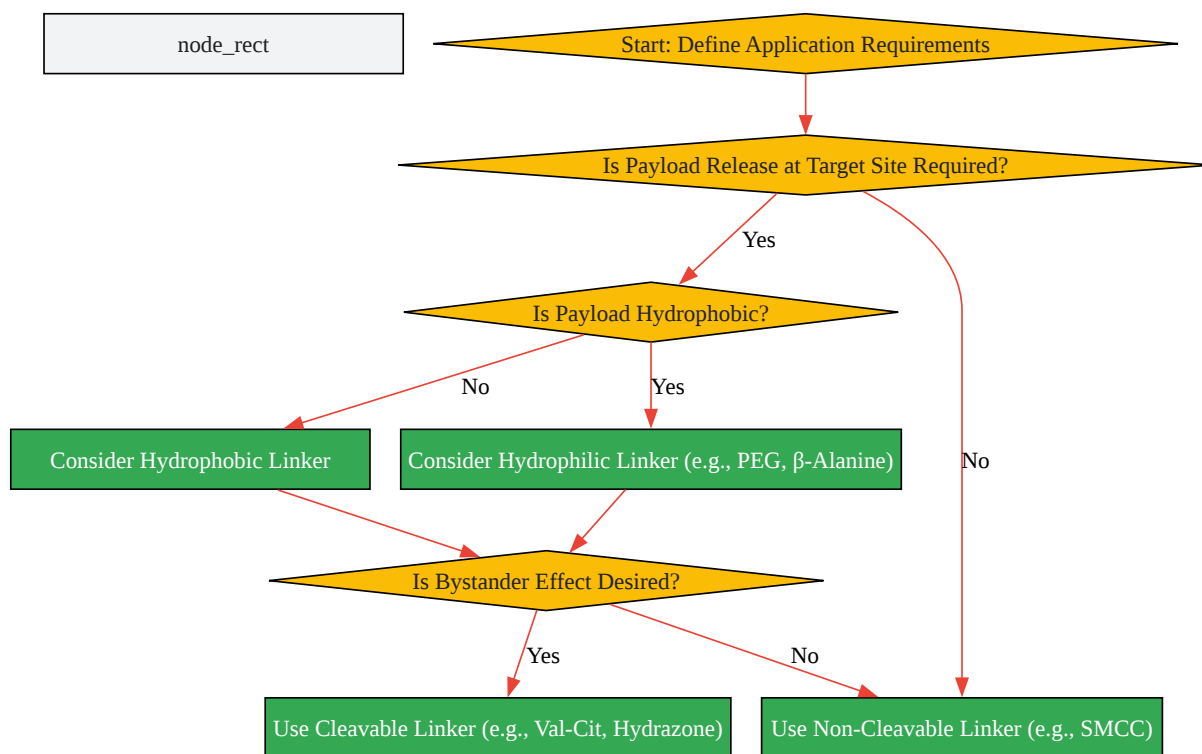 node_rect
Start: Define Application Requirements
Is Payload Release at Target Site Required?
Yes
Is Payload Hydrophobic?
No
Yes
Consider Hydrophobic Linker
Consider Hydrophilic Linker (e.g., PEG, β-Alanine)
No
Is Bystander Effect Desired?
Yes
No
Use Cleavable Linker (e.g., Val-Cit, Hydrazone)
Use Non-Cleavable Linker (e.g., SMCC)